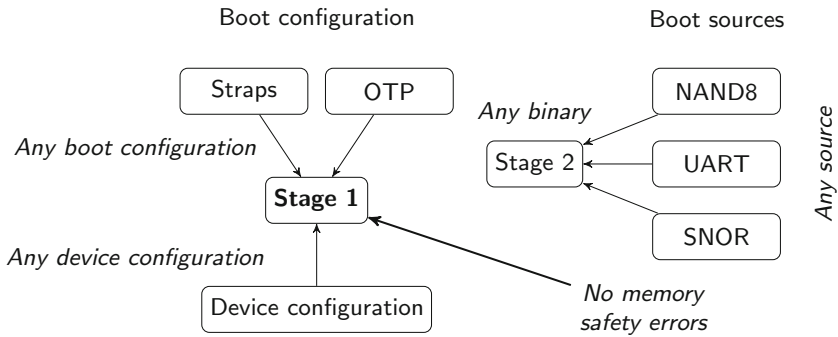 Boot configuration
Boot sources
Straps
OTP
NAND8
Any binary
Any boot configuration
Stage 2
UART
Any source
Stage 1
SNOR
Any device configuration
Device configuration
No memory
safety errors